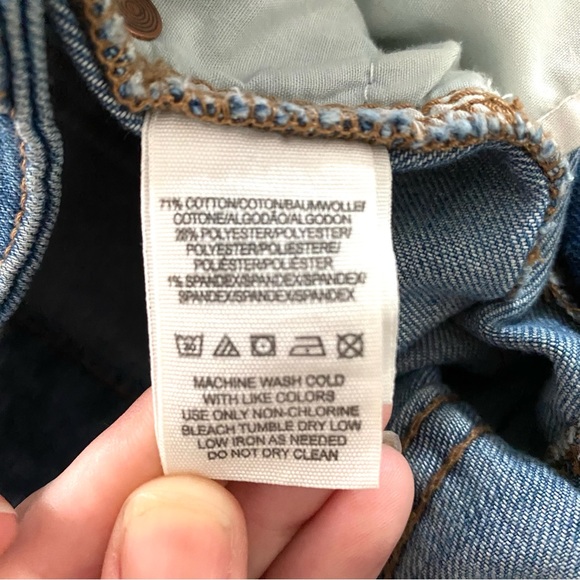 71% COTTON/COTON/BAUMWOLLE/
COTONE/ALGODÃO/ALGODON
28% POLYESTER/POLYESTER/
POLYESTER/POLIESTERE/
POLIÉSTER/POLIÉSTER
1% SPANDEX/SPANDEX/SPANDEX/
SPANDEX/SPANDEX/SPANDEX
30
MACHINE WASH COLD
WITH LIKE COLORS
USE ONLY NON-CHLORINE
BLEACH TUMBLE DRY LOW
LOW IRON AS NEEDED
DO NOT DRY CLEAN